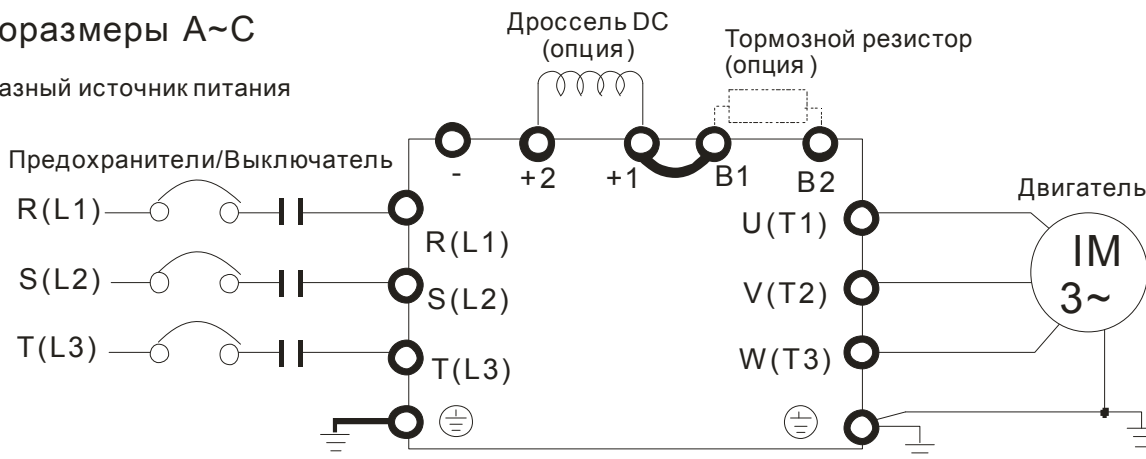 оразмеры A~C
азный источник питания
Дроссель DC
(опция)
Тормозной резистор
(опция)
Предохранители/Выключатель
- +2 +1 B1 B2
Двигатель
R(L1) R(L1) U(T1)
IM
3~
S(L2) S(L2) V(T2)
T(L3) T(L3) W(T3)